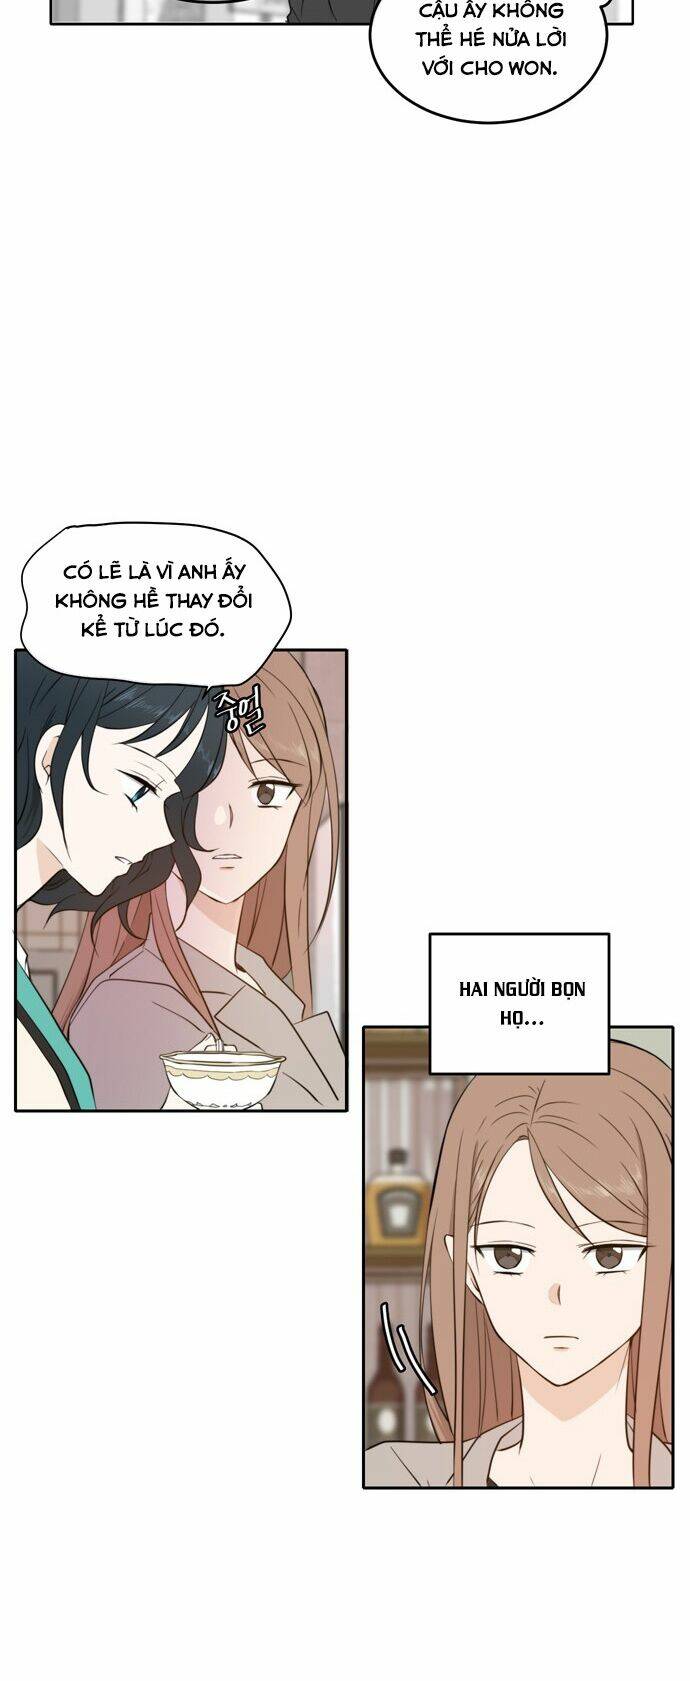 CẬU ẤY KHÔNG
THỂ HÉ NỬA LỜI
VỚI CHO WON.
CÓ LẼ LÀ VÌ ANH ẤY
KHÔNG HỀ THAY ĐỔI
KỂ TỪ LÚC ĐÓ.
중얼
HAI NGƯỜI BỌN
HỌ...